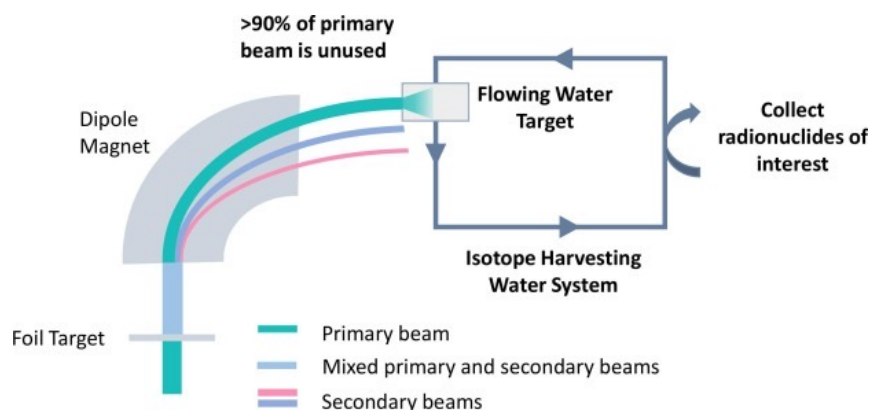 >90% of primary
beam is unused
Dipole
Magnet
Flowing Water
Target
Collect
radionuclides of
interest
Isotope Harvesting
Water System
Foil Target
Primary beam
Mixed primary and secondary beams
Secondary beams